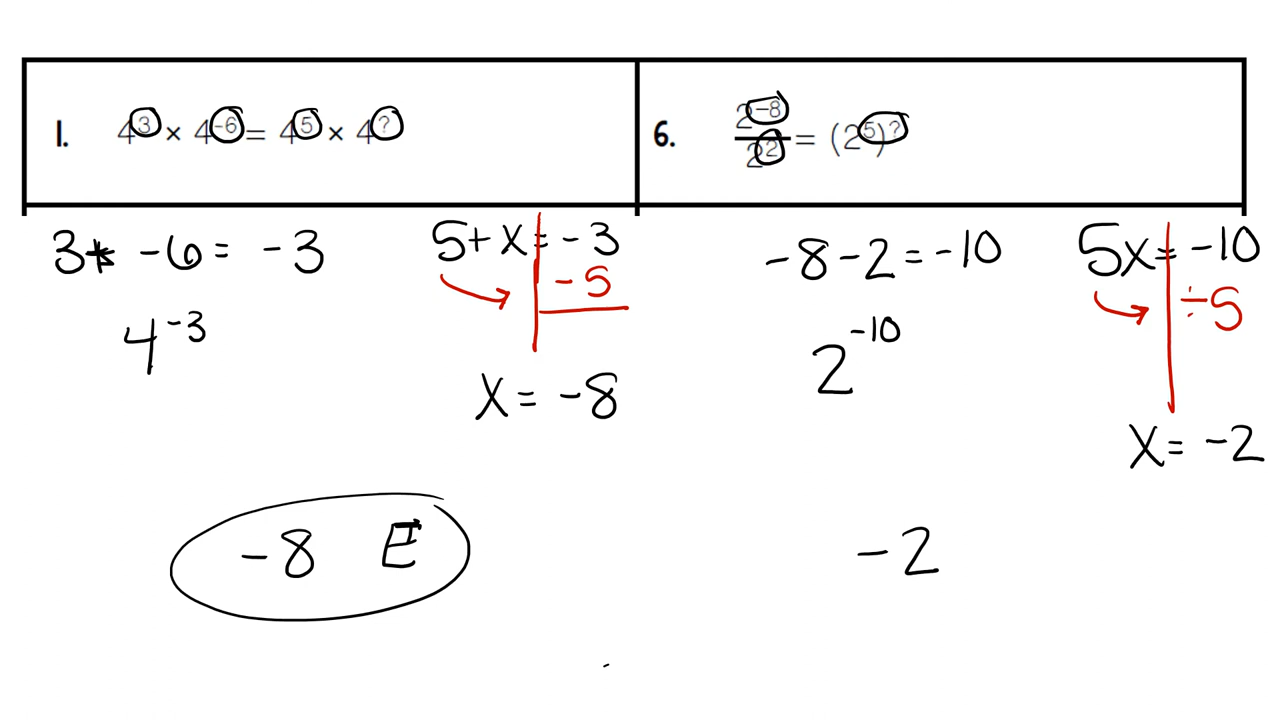 1. 4³ × 4⁻⁶ = 4⁵ × 4^?
3 + -6 = -3
5 + x = -3
- 5
4⁻³
x = -8
-8 E
6. 2⁻⁸ / 2² = (2⁵)^?
-8 - 2 = -10
5x = -10
÷5
2⁻¹⁰
x = -2
-2